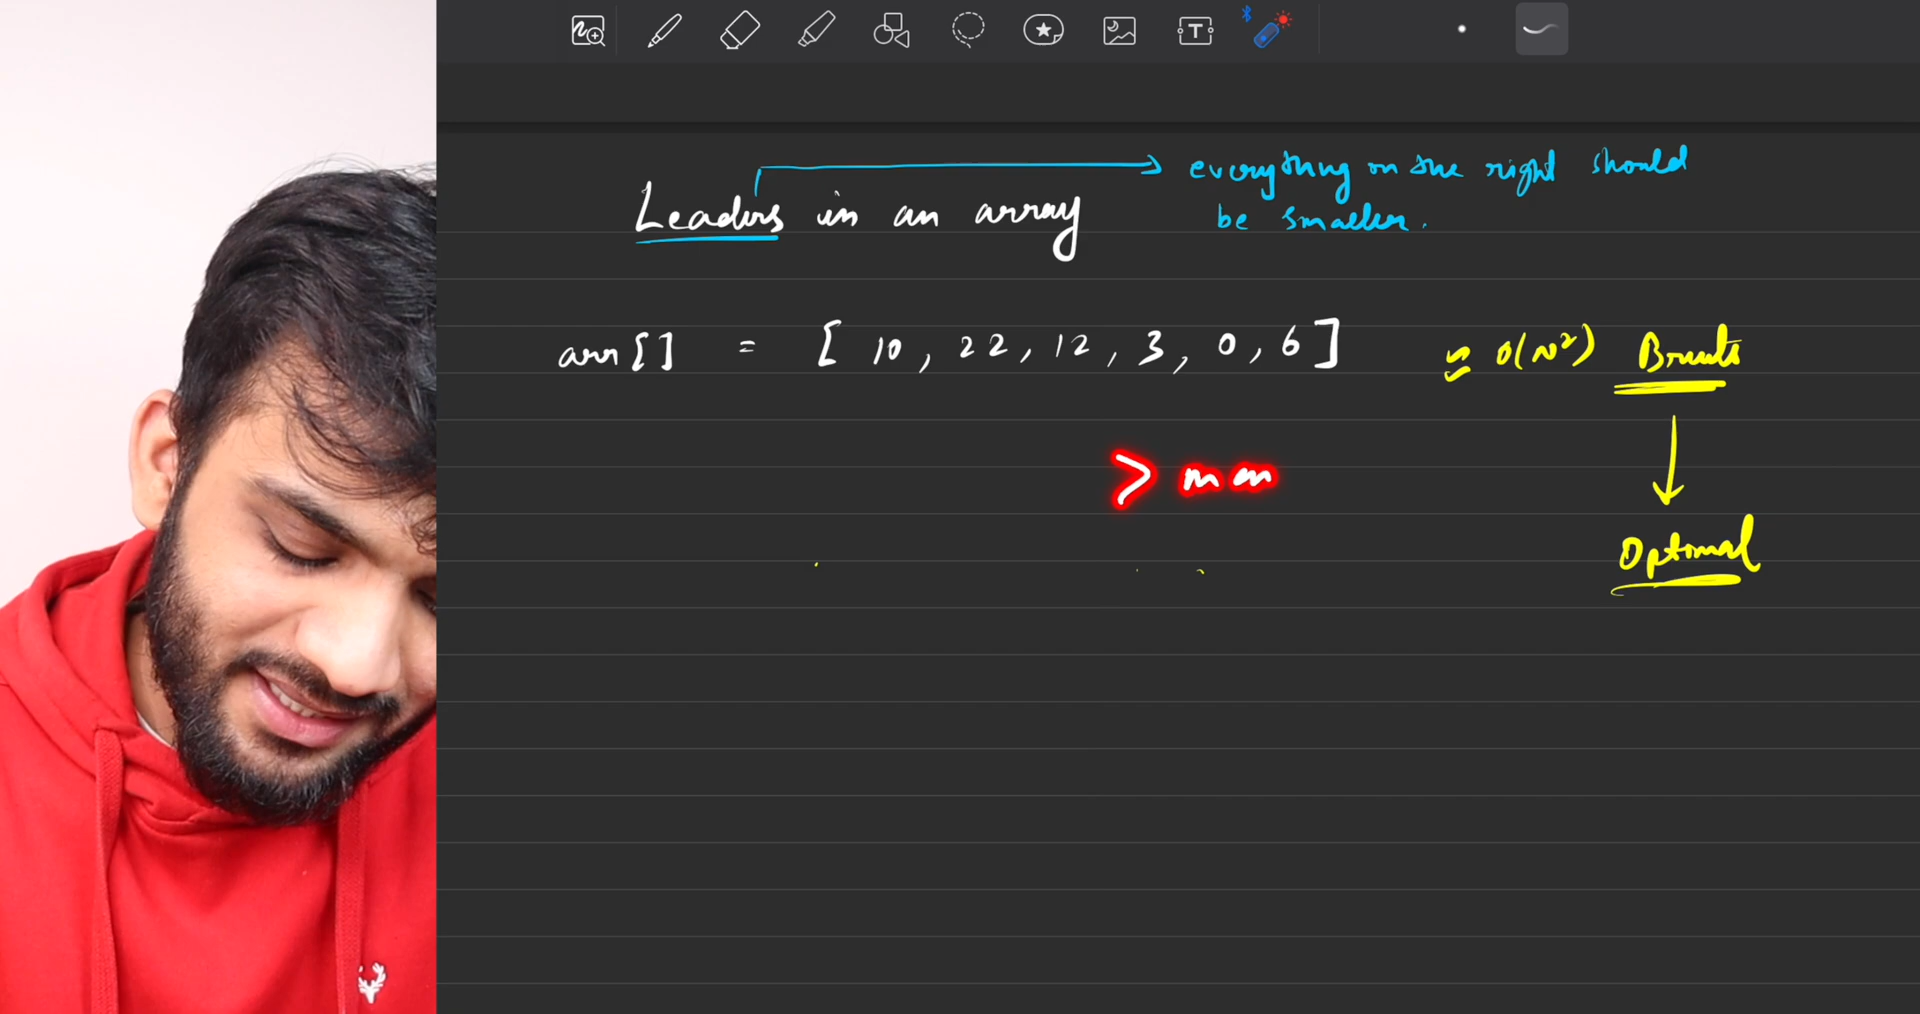 everything on the right should
be smaller.
Leaders in an array
arr[] = [ 10, 22, 12, 3, 0, 6 ]
≈ O(N²) Brute
>
Optimal